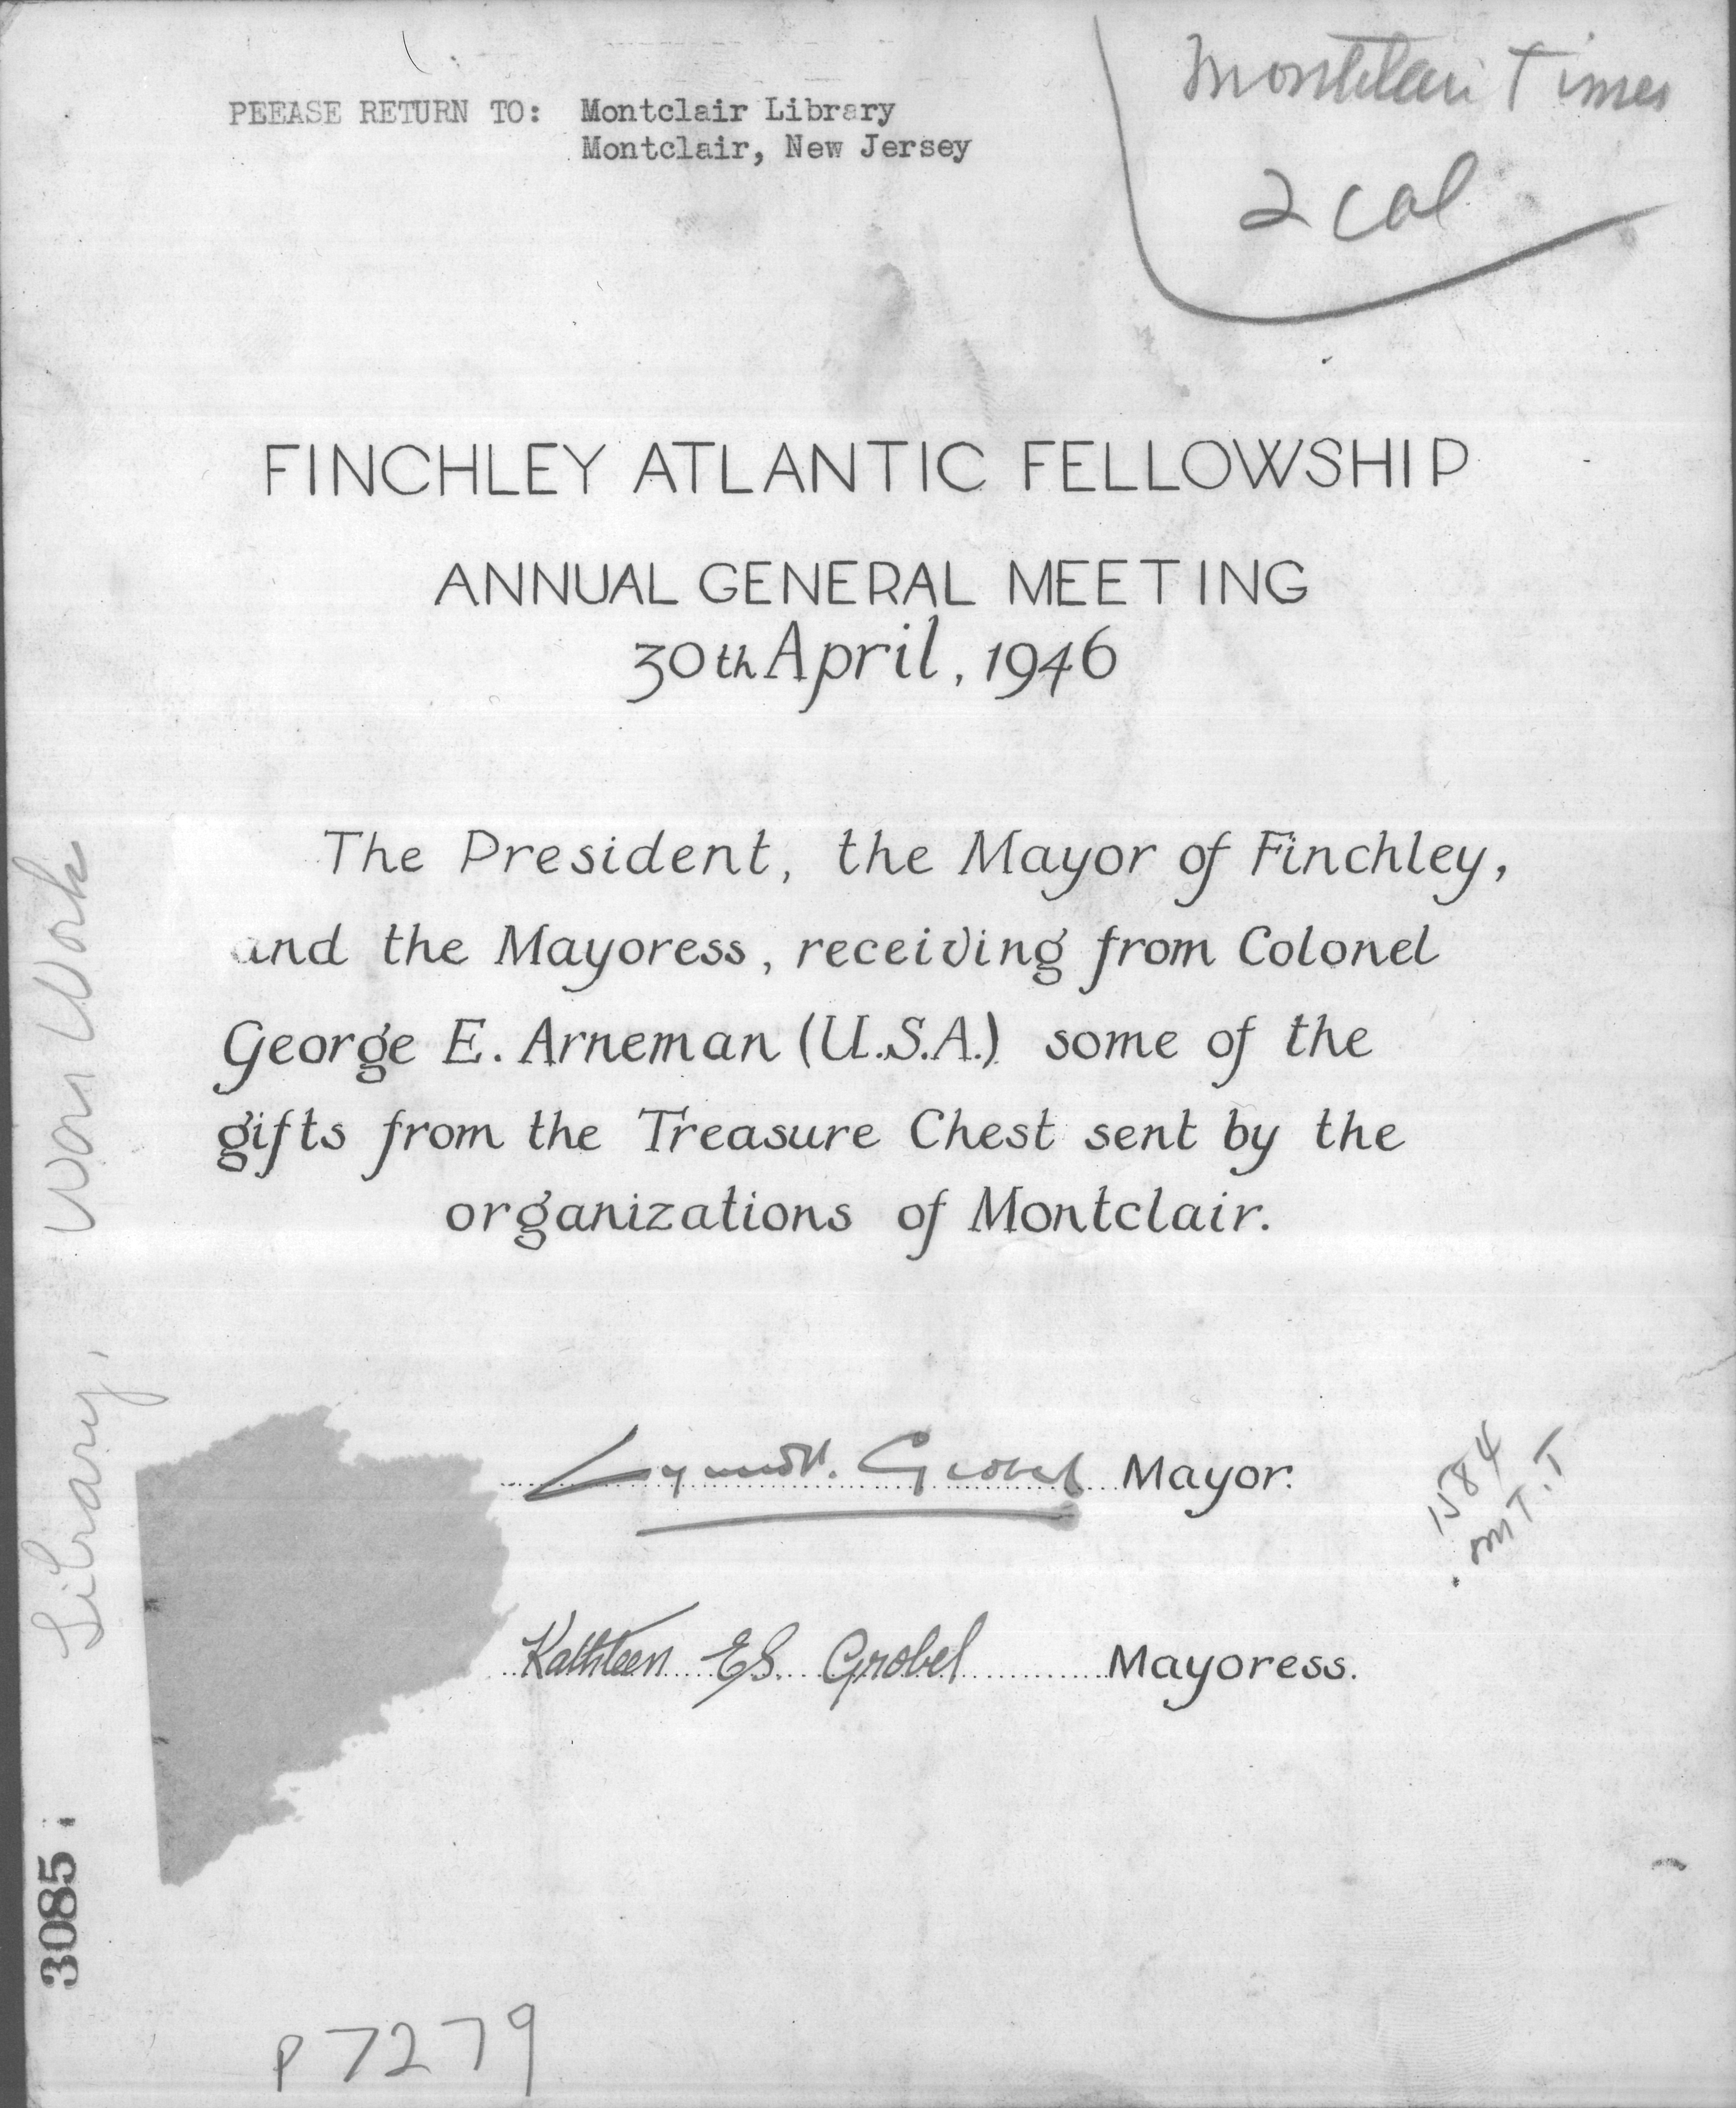 PEEASE RETURN TO: Montclair Library
Montclair, New Jersey
Montclair Times
2 col
FINCHLEY ATLANTIC FELLOWSHIP
ANNUAL GENERAL MEETING
30th April, 1946
The President, the Mayor of Finchley,
and the Mayoress, receiving from Colonel
George E. Arneman (U.S.A.) some of the
gifts from the Treasure Chest sent by the
organizations of Montclair.
Grobel Mayor.
Kathleen E.S. Grobel Mayoress.
1584
M T.T
Library, War Work
3085
P7279